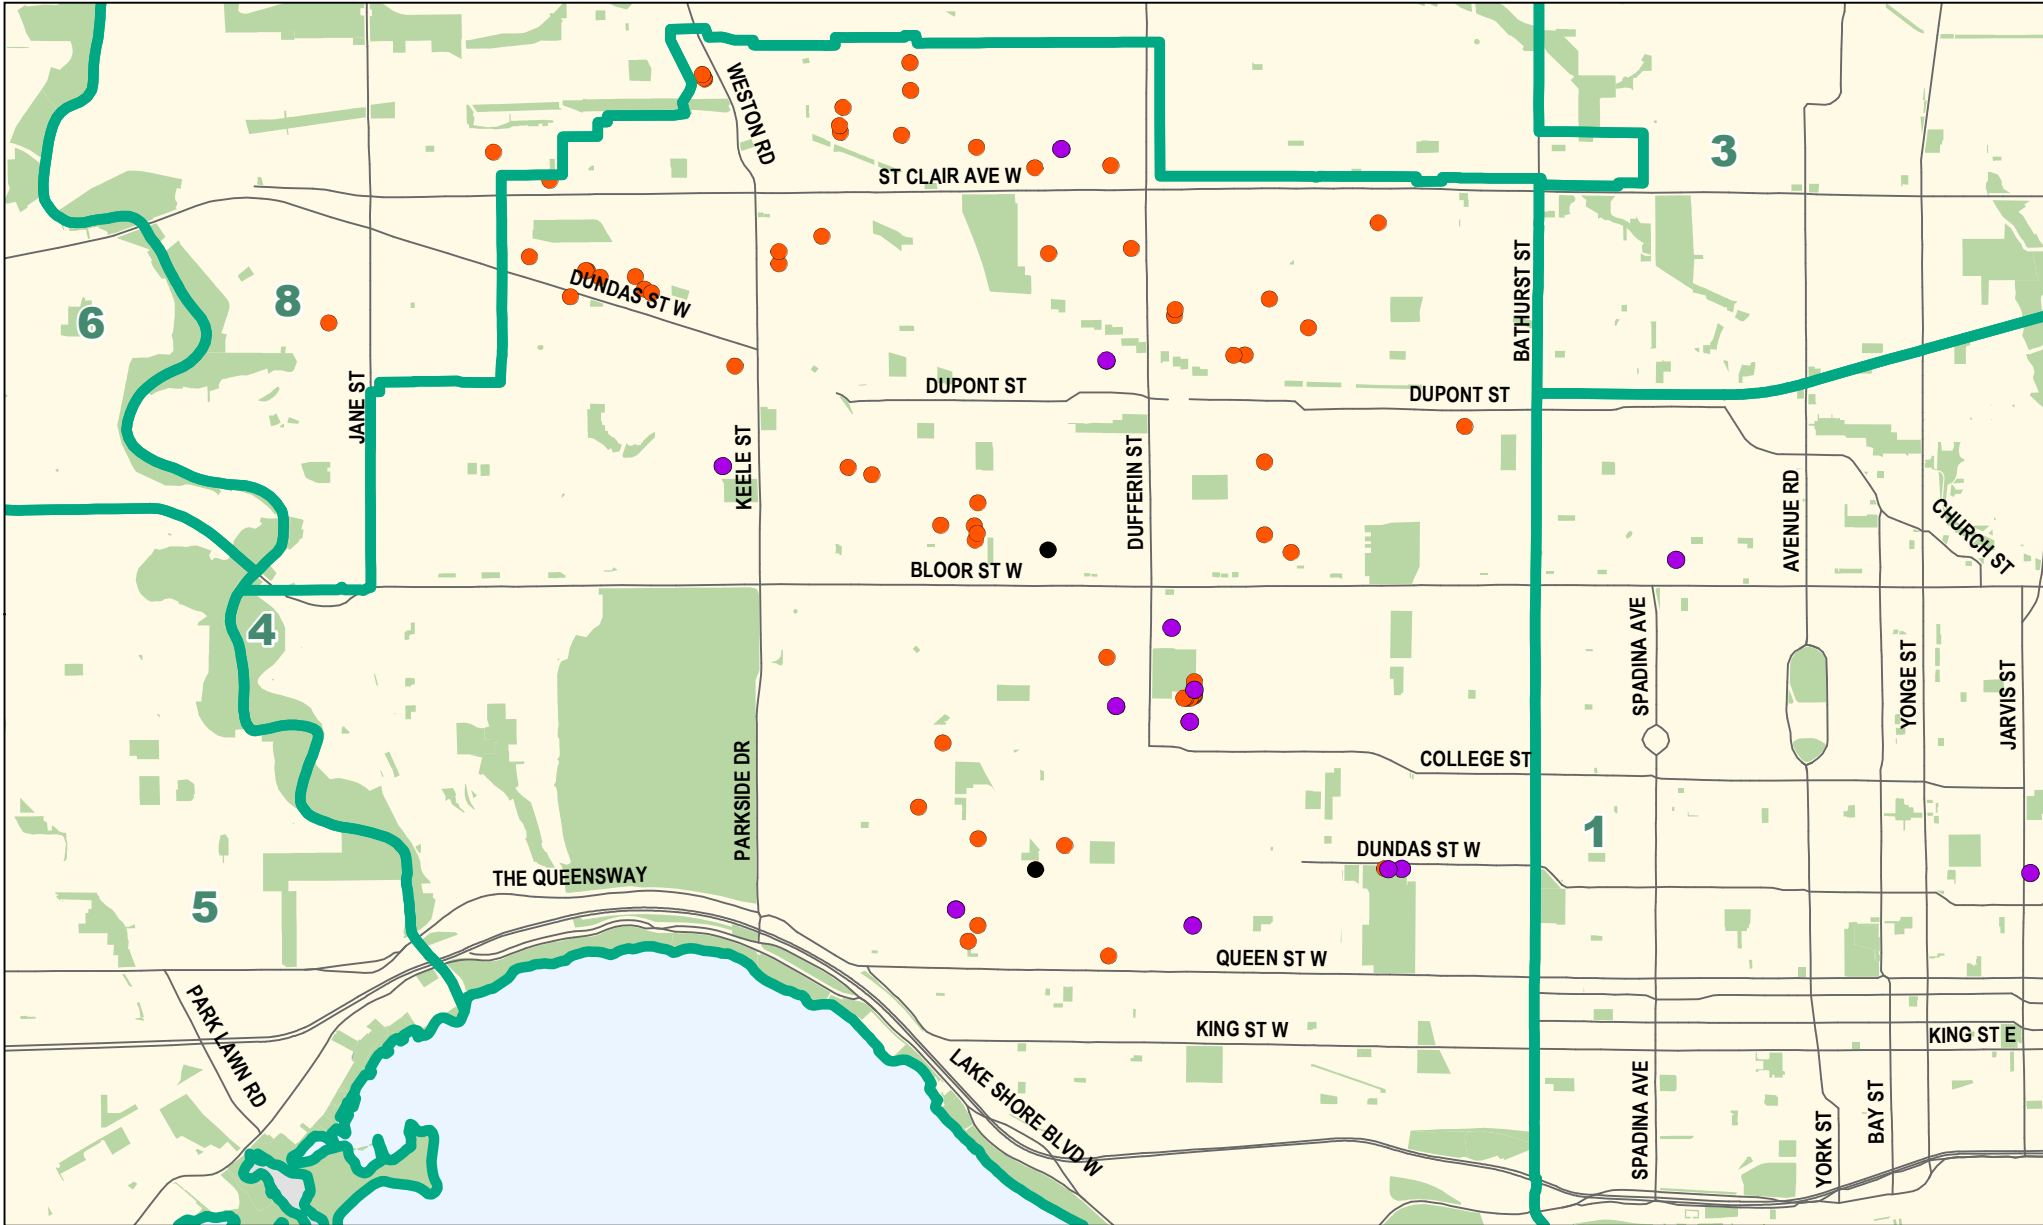 WESTON RD
3
ST CLAIR AVE W
BATHURST ST
8
6
DUNDAS ST W
JANE ST
DUPONT ST
DUPONT ST
KEELE ST
DUFFERIN ST
AVENUE RD
CHURCH ST
BLOOR ST W
4
SPADINA AVE
YONGE ST
JARVIS ST
PARKSIDE DR
COLLEGE ST
1
DUNDAS ST W
THE QUEENSWAY
5
QUEEN ST W
PARK LAWN RD
KING ST W
KING ST E
LAKE SHORE BLVD W
SPADINA AVE
YORK ST
BAY ST